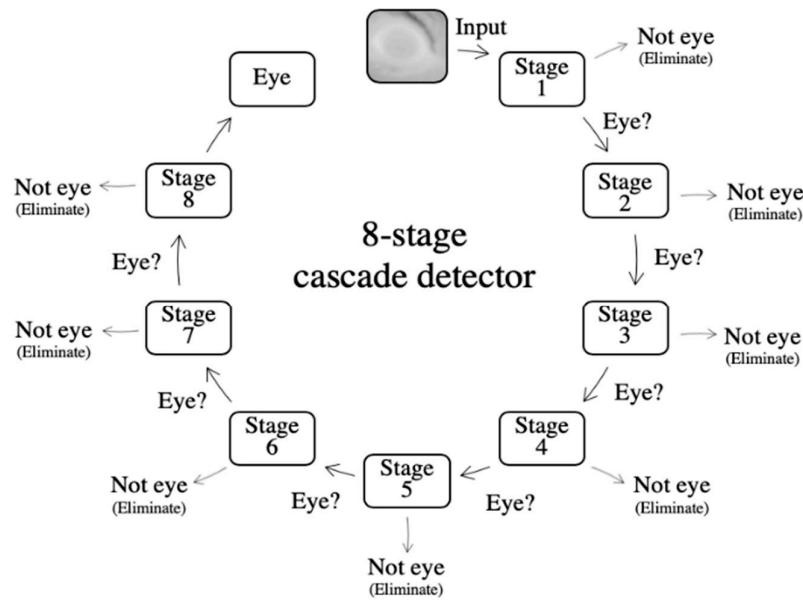 Input
Stage
1
Not eye
(Eliminate)
Eye?
Stage
2
Not eye
(Eliminate)
Eye?
Stage
3
Not eye
(Eliminate)
Eye?
Stage
4
Not eye
(Eliminate)
Eye?
Stage
5
Not eye
(Eliminate)
Eye?
Stage
6
Not eye
(Eliminate)
Eye?
Stage
7
Not eye
(Eliminate)
Eye?
Stage
8
Not eye
(Eliminate)
Eye
8-stage
cascade detector